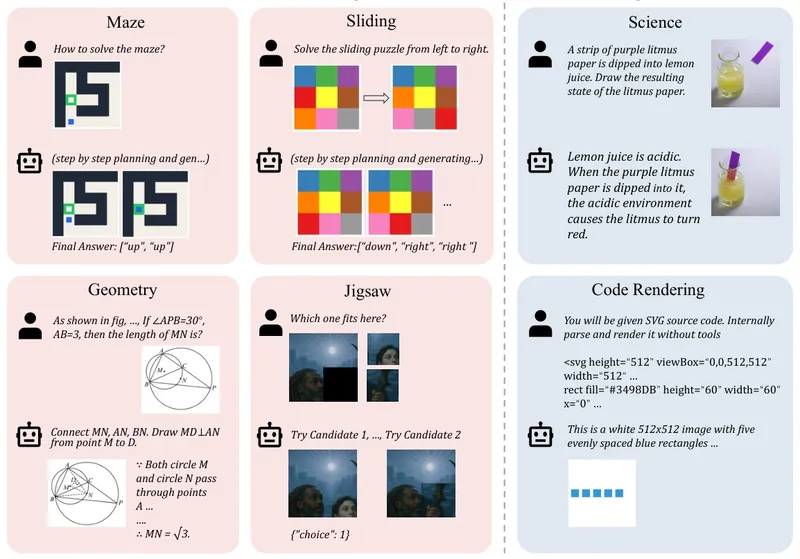 Maze
How to solve the maze?
(step by step planning and gen…)
Final Answer: ["up", "up"]
Sliding
Solve the sliding puzzle from left to right.
(step by step planning and generating…)
...
Final Answer:["down", "right", "right "]
Science
A strip of purple litmus
paper is dipped into lemon
juice. Draw the resulting
state of the litmus paper.
Lemon juice is acidic.
When the purple litmus
paper is dipped into it,
the acidic environment
causes the litmus to turn
red.
Geometry
As shown in fig, …, If ∠APB=30°,
AB=3, then the length of MN is?
A
M
C
B
N
P
Connect MN, AN, BN. Draw MD⊥AN
from point M to D.
A
D
C
M
B
N
P
∵ Both circle M
and circle N pass
through points
A …
….
∴ MN = √3.
Jigsaw
Which one fits here?
Try Candidate 1, …, Try Candidate 2
{"choice": 1}
Code Rendering
You will be given SVG source code. Internally
parse and render it without tools
<svg height="512" viewBox="0,0,512,512"
width="512" …
rect fill="#3498DB" height="60" width="60"
x="0" …
This is a white 512x512 image with five
evenly spaced blue rectangles …